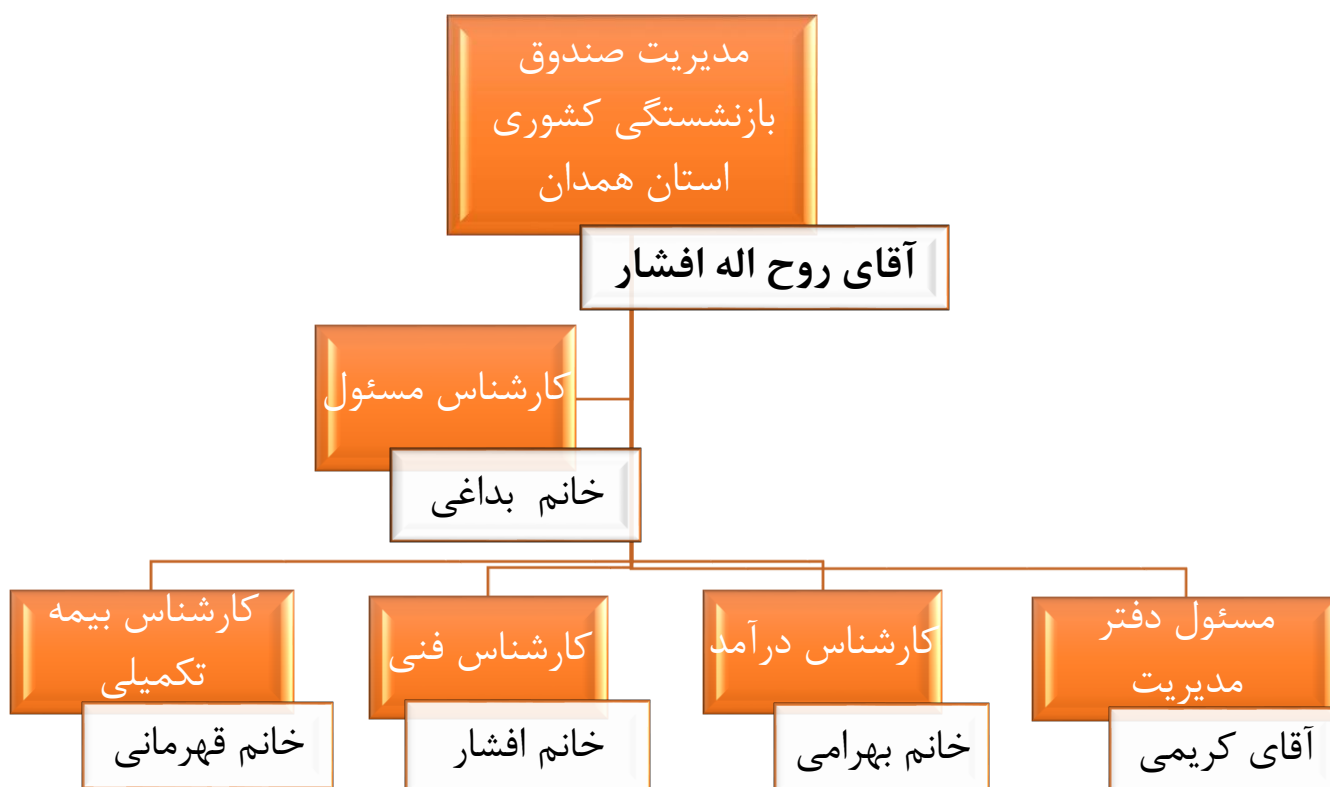 مدیریت صندوق
بازنشستگی کشوری
استان همدان
آقای روح اله افشار
کارشناس مسئول
خانم بداغی
مسئول دفتر
مدیریت
آقای کریمی
کارشناس درآمد
خانم بهرامی
کارشناس فنی
خانم افشار
کارشناس بیمه
تکمیلی
خانم قهرمانی